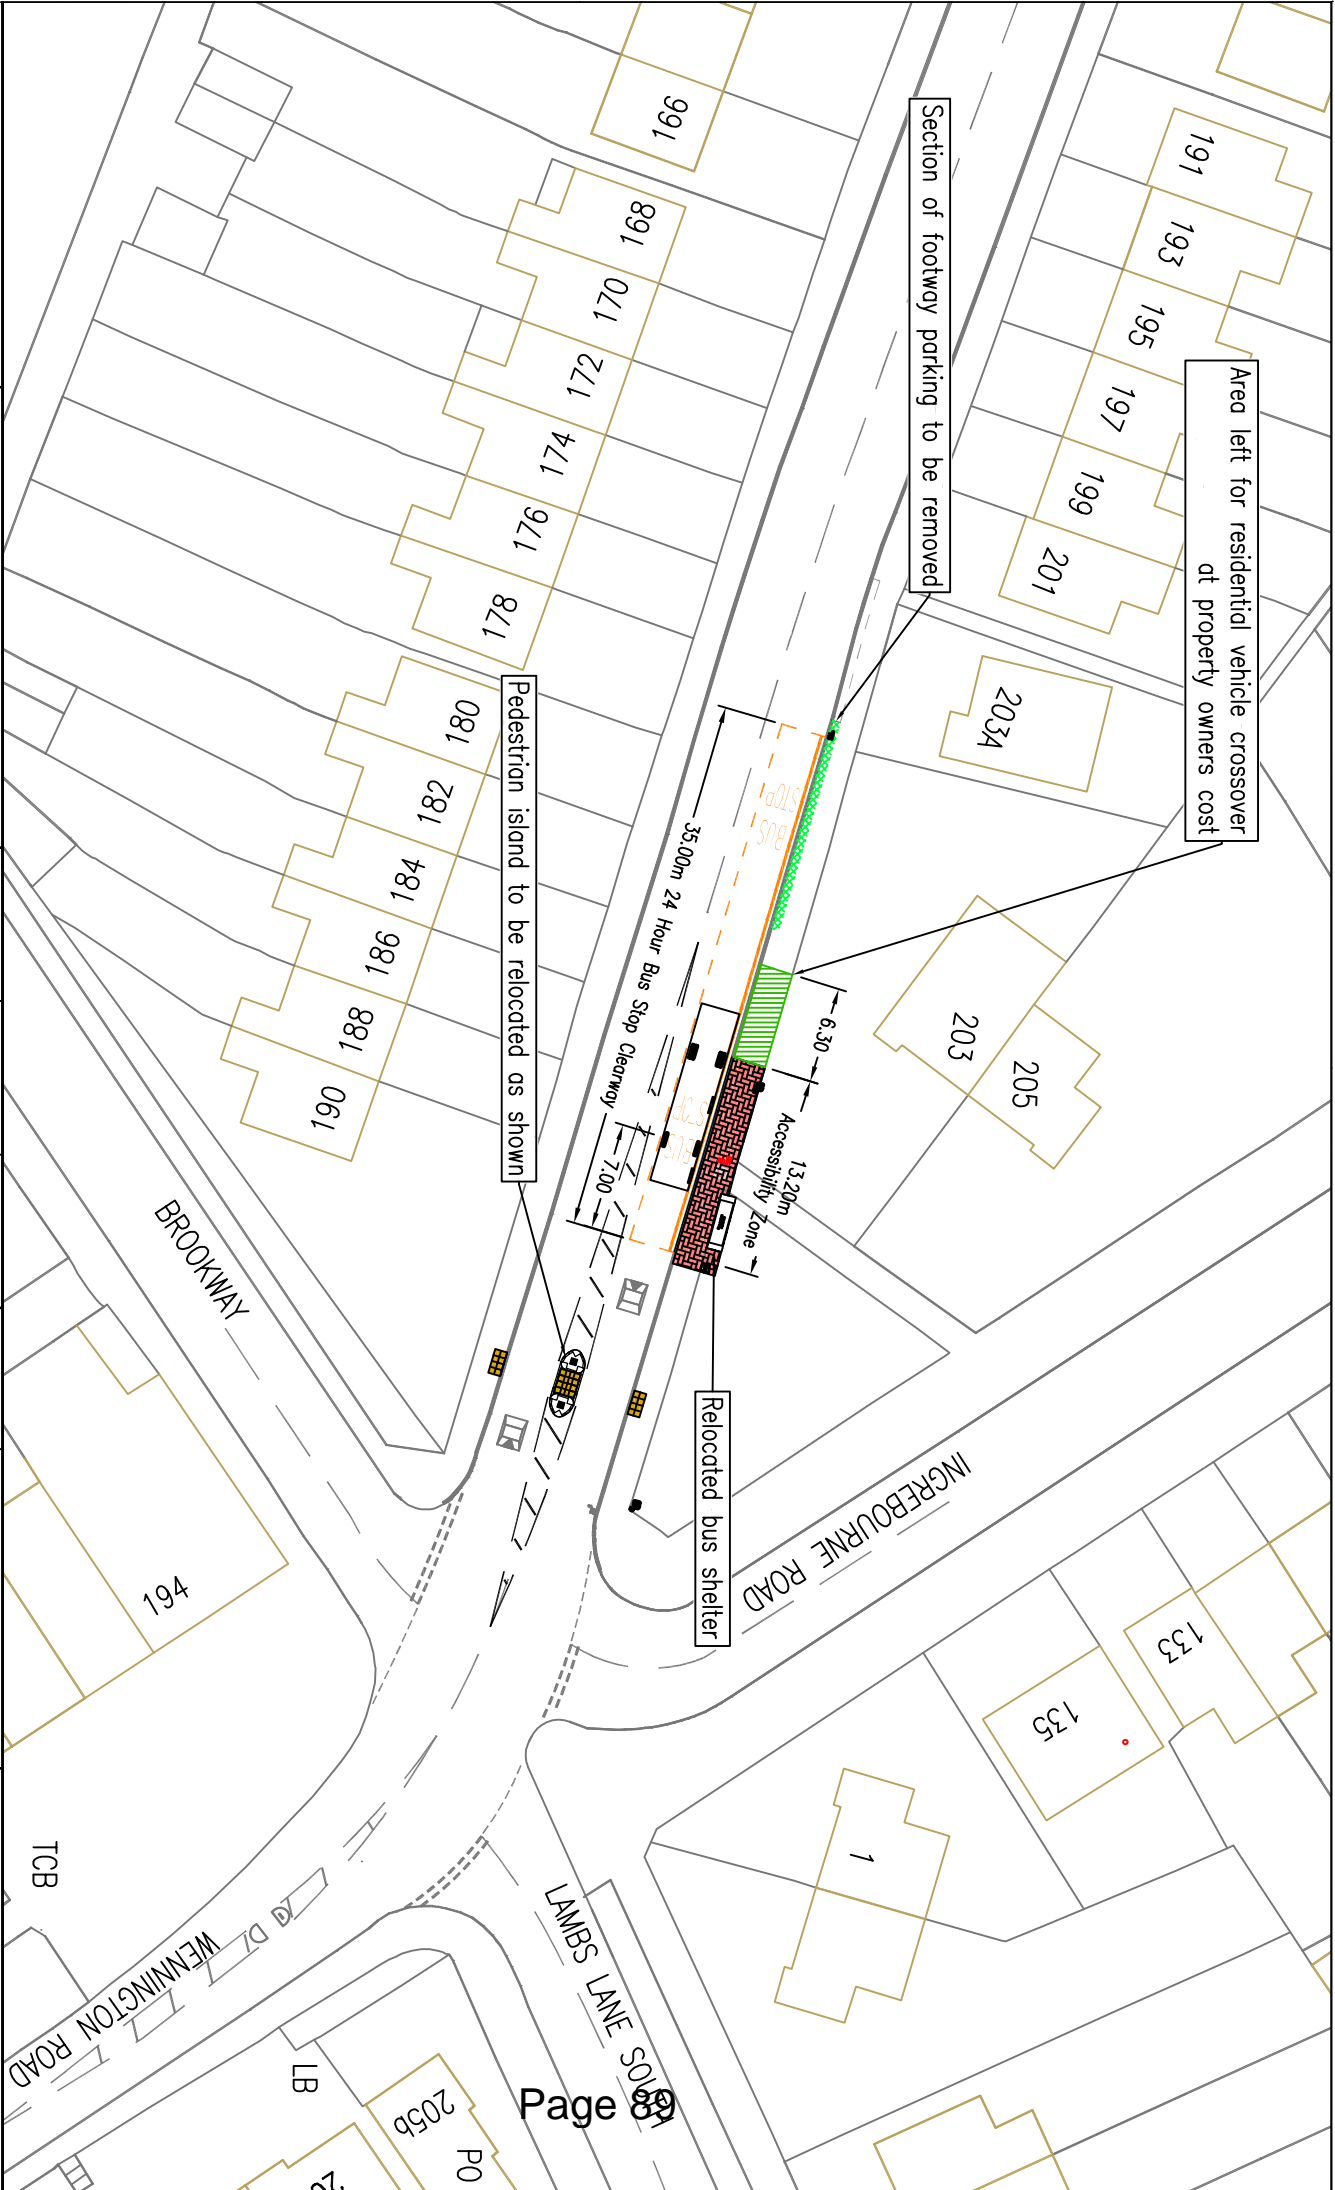 Area left for residential vehicle crossover
at property owners cost
Section of footway parking to be removed
Pedestrian island to be relocated as shown
Relocated bus shelter
35.00m 24 Hour Bus Stop Clearway
7.00
6.30
13.20m
Accessibility Zone
BUS
STOP
BUS
STOP
191
193
195
197
199
201
203A
203
205
166
168
170
172
174
176
178
180
182
184
186
188
190
194
133
135
1
205b
PO
LB
TCB
BROOKWAY
INGREBOURNE ROAD
WENNINGTON ROAD
LAMBS LANE SOUTH
Page 89